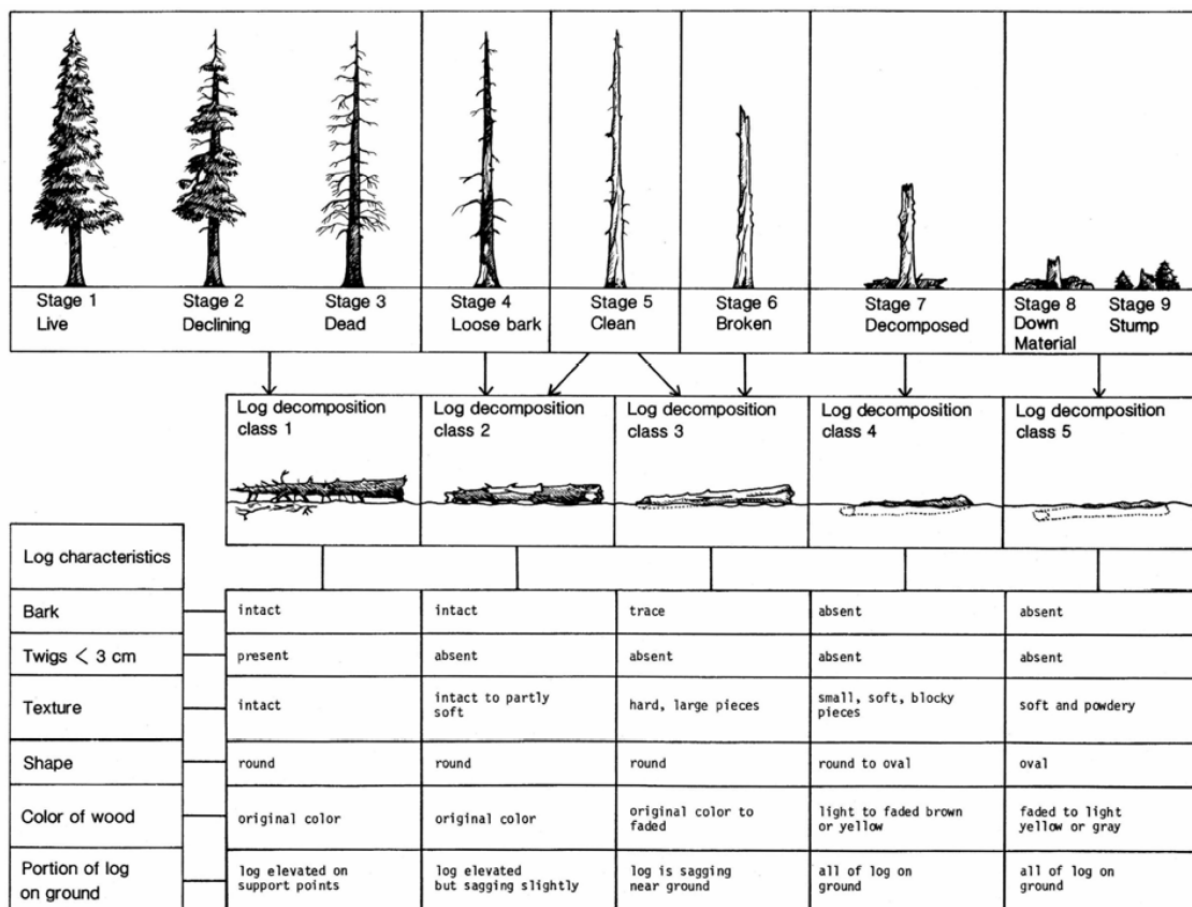 Stage 1
Live
Stage 2
Declining
Stage 3
Dead
Stage 4
Loose bark
Stage 5
Clean
Stage 6
Broken
Stage 7
Decomposed
Stage 8
Down
Material
Stage 9
Stump
Log decomposition
class 1
Log decomposition
class 2
Log decomposition
class 3
Log decomposition
class 4
Log decomposition
class 5
Log characteristics
Bark
intact
intact
trace
absent
absent
Twigs < 3 cm
present
absent
absent
absent
absent
Texture
intact
intact to partly
soft
hard, large pieces
small, soft, blocky
pieces
soft and powdery
Shape
round
round
round
round to oval
oval
Color of wood
original color
original color
original color to
faded
light to faded brown
or yellow
faded to light
yellow or gray
Portion of log
on ground
log elevated on
support points
log elevated
but sagging slightly
log is sagging
near ground
all of log on
ground
all of log on
ground